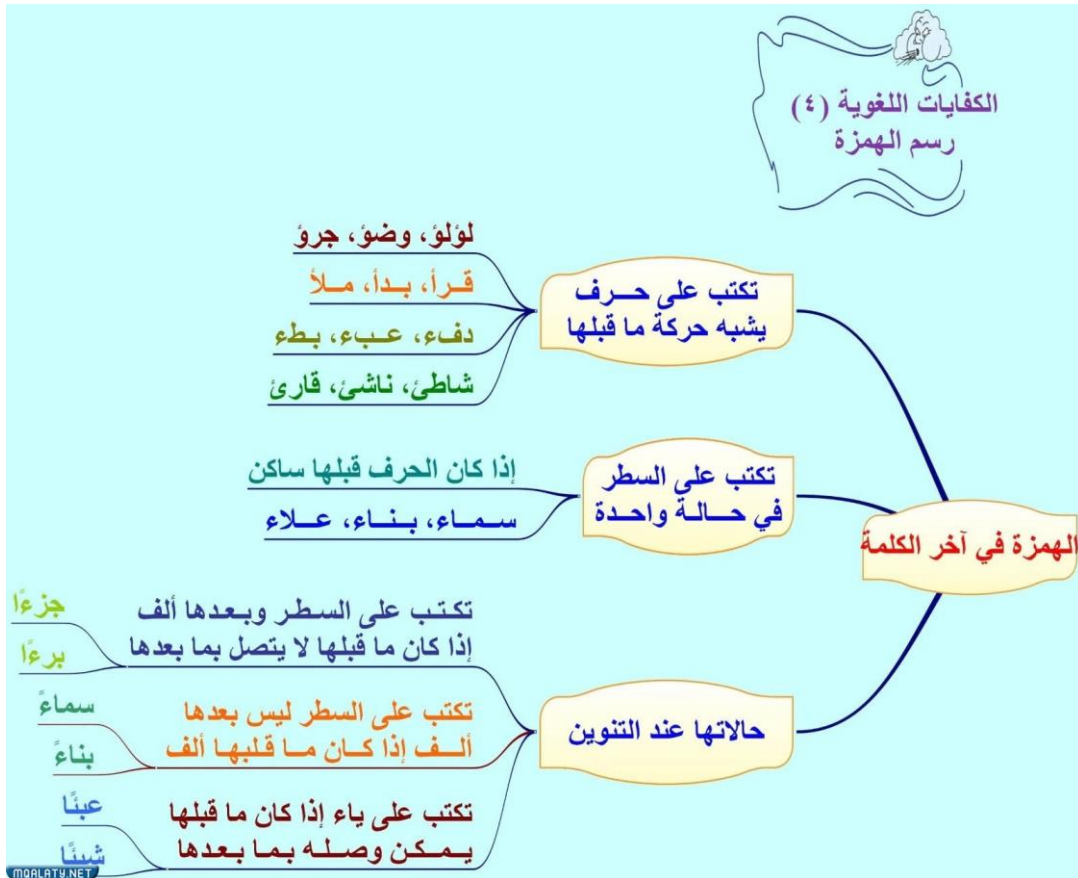 الكفايات اللغوية (٤)
رسم الهمزة
الهمزة في آخر الكلمة
تكتب على حرف
يشبه حركة ما قبلها
لؤلؤ، وضؤ، جرؤ
قرأ، بدأ، ملأ
دفء، عبء، بطء
شاطئ، ناشئ، قارئ
تكتب على السطر
في حالة واحدة
إذا كان الحرف قبلها ساكن
سماء، بناء، علاء
حالاتها عند التنوين
تكتب على السطر وبعدها ألف
إذا كان ما قبلها لا يتصل بما بعدها
جزءًا
برءًا
تكتب على السطر ليس بعدها
ألف إذا كان ما قلبها ألف
سماءً
بناءً
تكتب على ياء إذا كان ما قبلها
يمكن وصله بما بعدها
عبئًا
شيئًا
MQALATY.NET